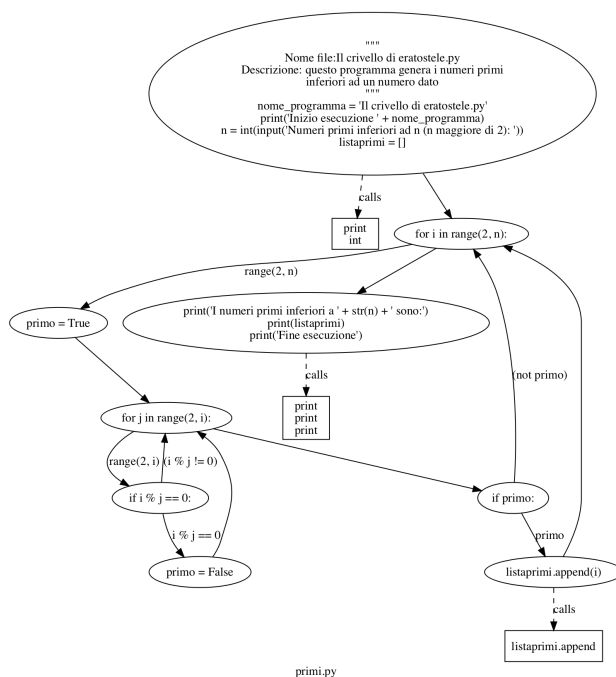 """
Nome file:Il crivello di eratostele.py
Descrizione: questo programma genera i numeri primi
inferiori ad un numero dato
"""
nome_programma = 'Il crivello di eratostele.py'
print('Inizio esecuzione ' + nome_programma)
n = int(input('Numeri primi inferiori ad n (n maggiore di 2): '))
listaprimi = []
calls
print
int
for i in range(2, n):
range(2, n)
primo = True
print('I numeri primi inferiori a ' + str(n) + ' sono:')
print(listaprimi)
print('Fine esecuzione')
calls
print
print
print
(not primo)
for j in range(2, i):
range(2, i)
(i % j != 0)
if i % j == 0:
if primo:
i % j == 0
primo
primo = False
listaprimi.append(i)
calls
listaprimi.append
primi.py